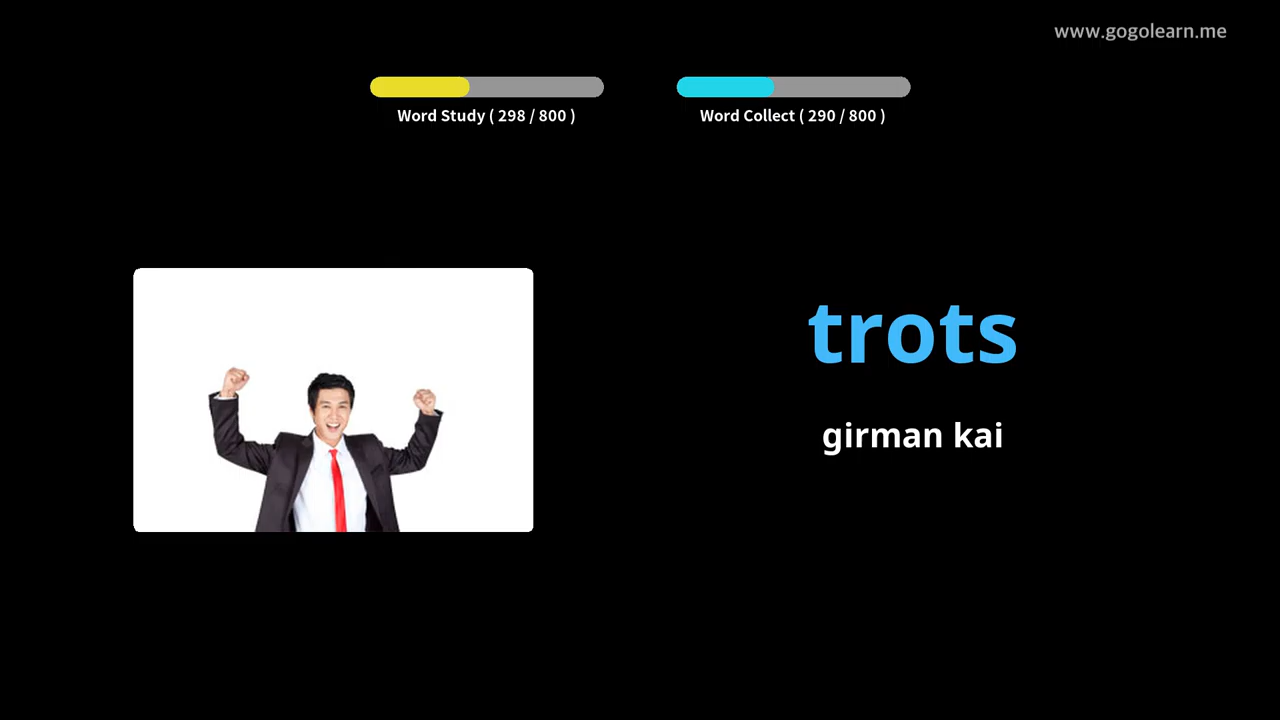 www.gogolearn.me
Word Study ( 298 / 800 )
Word Collect ( 290 / 800 )
trots
girman kai